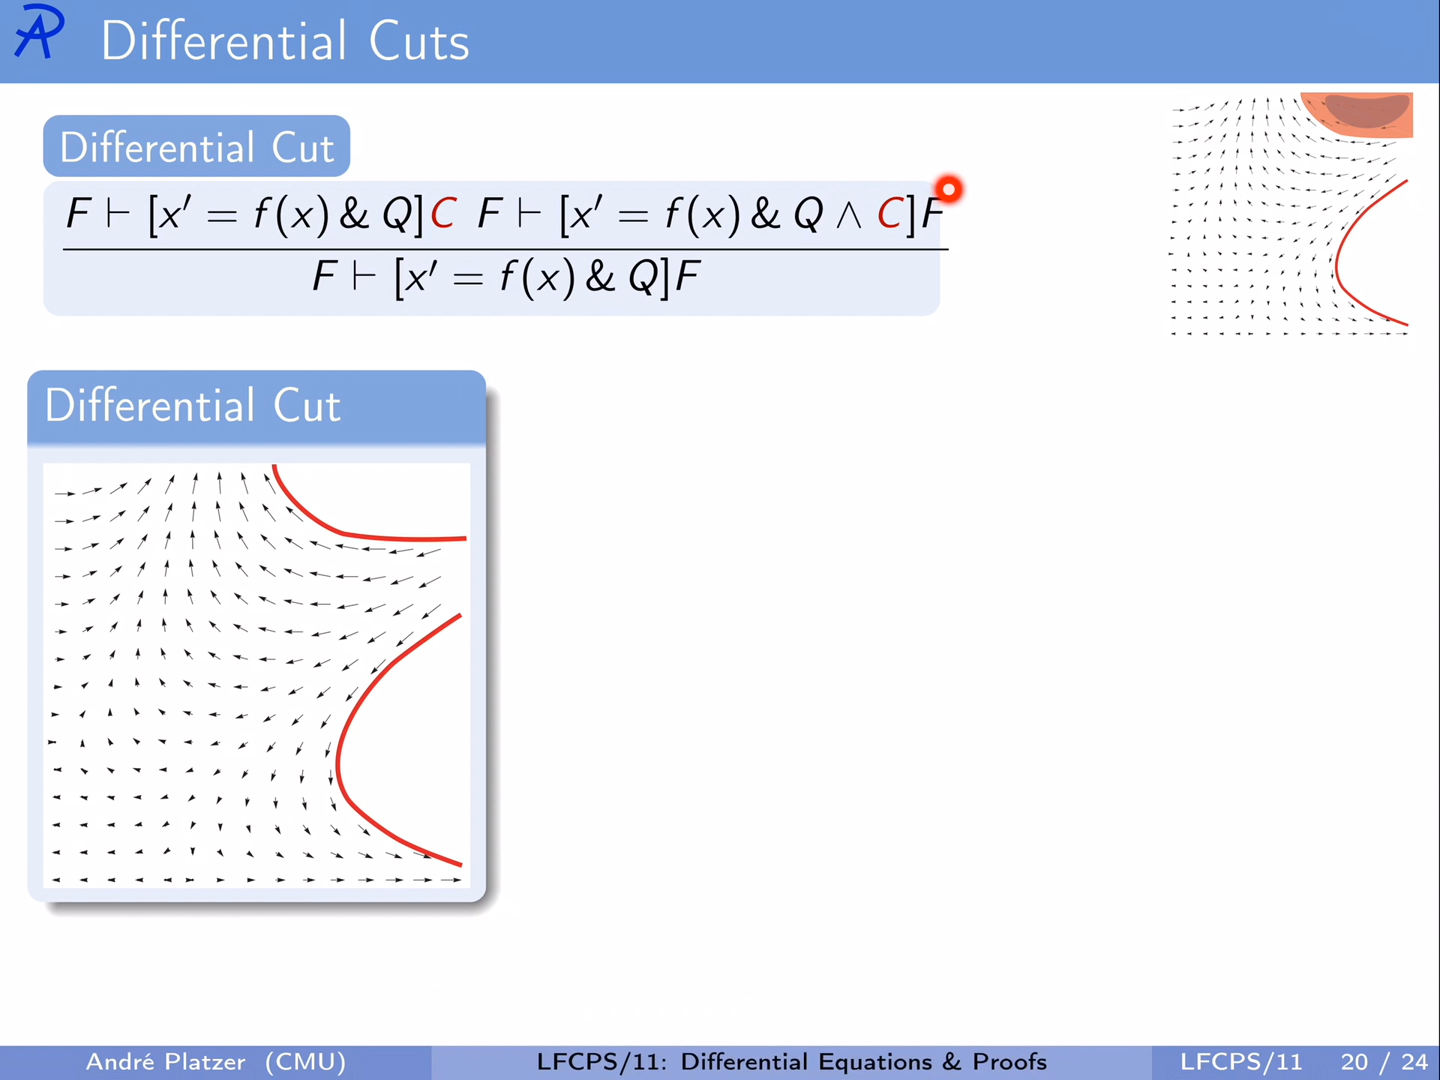 Differential Cuts
Differential Cut
F ⊢ [x′ = f(x) & Q]C F ⊢ [x′ = f(x) & Q ∧ C]F
F ⊢ [x′ = f(x) & Q]F
Differential Cut
André Platzer (CMU) LFCPS/11: Differential Equations & Proofs LFCPS/11 20 / 24